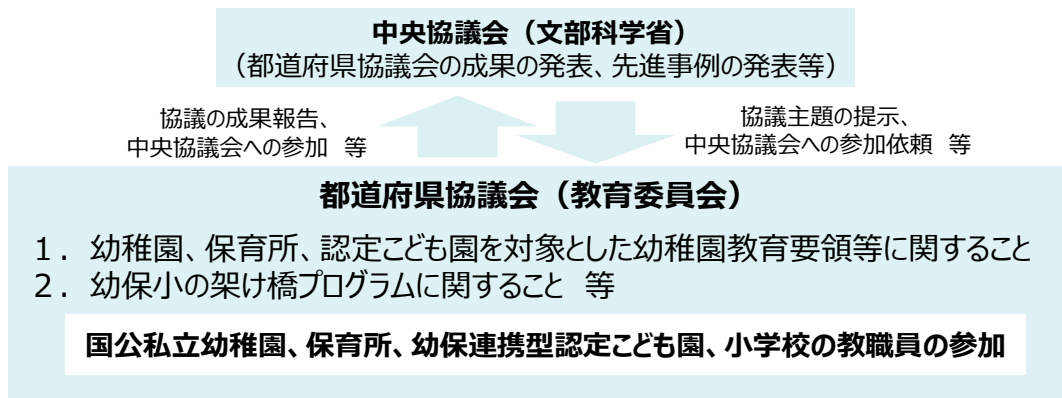 中央協議会（文部科学省）
（都道府県協議会の成果の発表、先進事例の発表等）
協議の成果報告、
中央協議会への参加　等
協議主題の提示、
中央協議会への参加依頼　等
都道府県協議会（教育委員会）
１．幼稚園、保育所、認定こども園を対象とした幼稚園教育要領等に関すること
２．幼保小の架け橋プログラムに関すること　等
国公私立幼稚園、保育所、幼保連携型認定こども園、小学校の教職員の参加